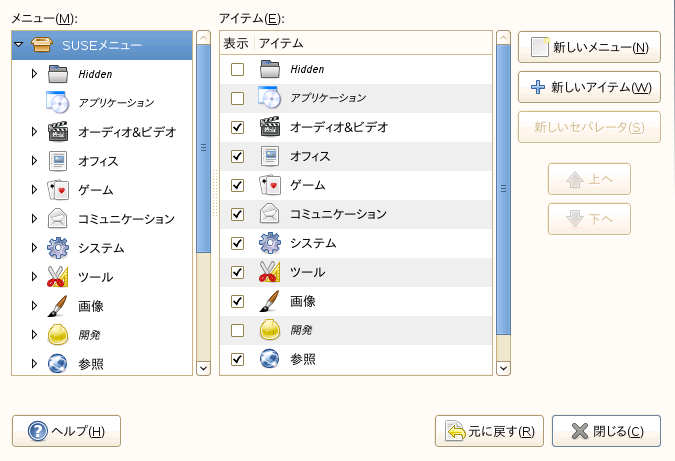 メニュー(M):
SUSEメニュー
Hidden
アプリケーション
オーディオ&ビデオ
オフィス
ゲーム
コミュニケーション
システム
ツール
画像
開発
参照
アイテム(E):
表示 アイテム
Hidden
アプリケーション
オーディオ&ビデオ
オフィス
ゲーム
コミュニケーション
システム
ツール
画像
開発
参照
新しいメニュー(N)
新しいアイテム(W)
新しいセパレータ(S)
上へ
下へ
ヘルプ(H)
元に戻す(R)
閉じる(C)